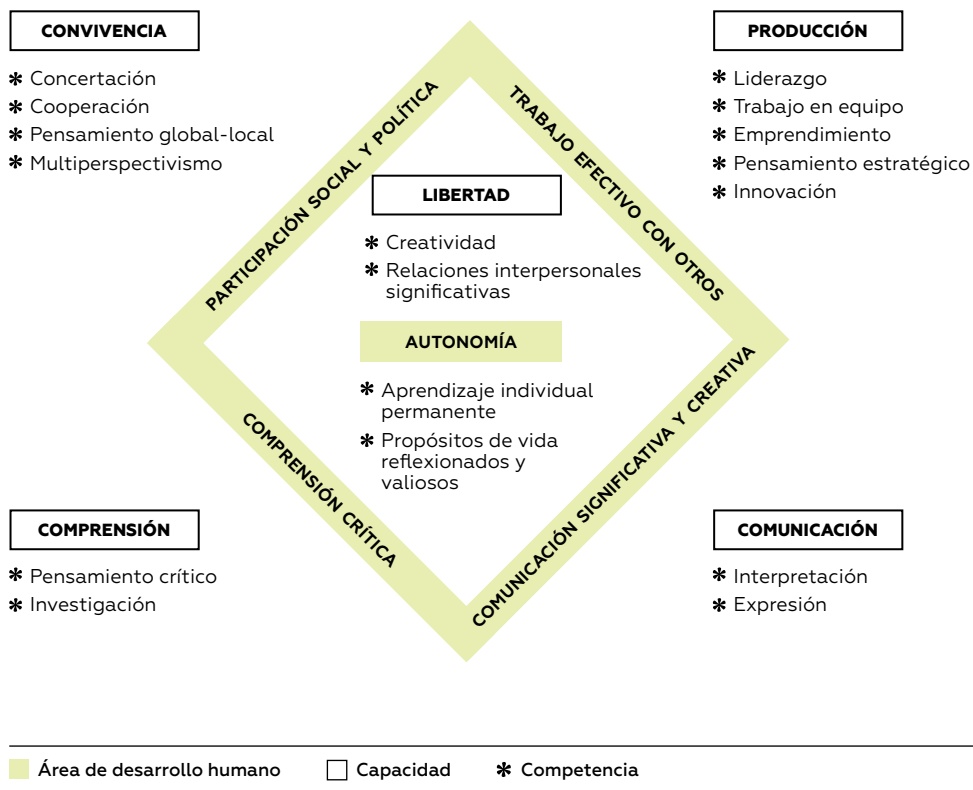 CONVIVENCIA
* Concertación
* Cooperación
* Pensamiento global-local
* Multiperspectivismo
PRODUCCIÓN
* Liderazgo
* Trabajo en equipo
* Emprendimiento
* Pensamiento estratégico
* Innovación
PARTICIPACIÓN SOCIAL Y POLÍTICA
TRABAJO EFECTIVO CON OTROS
LIBERTAD
* Creatividad
* Relaciones interpersonales
significativas
AUTONOMÍA
* Aprendizaje individual
permanente
* Propósitos de vida
reflexionados y
valiosos
COMPRENSIÓN CRÍTICA
COMUNICACIÓN SIGNIFICATIVA Y CREATIVA
COMPRENSIÓN
* Pensamiento crítico
* Investigación
COMUNICACIÓN
* Interpretación
* Expresión
Área de desarrollo humano
Capacidad
* Competencia